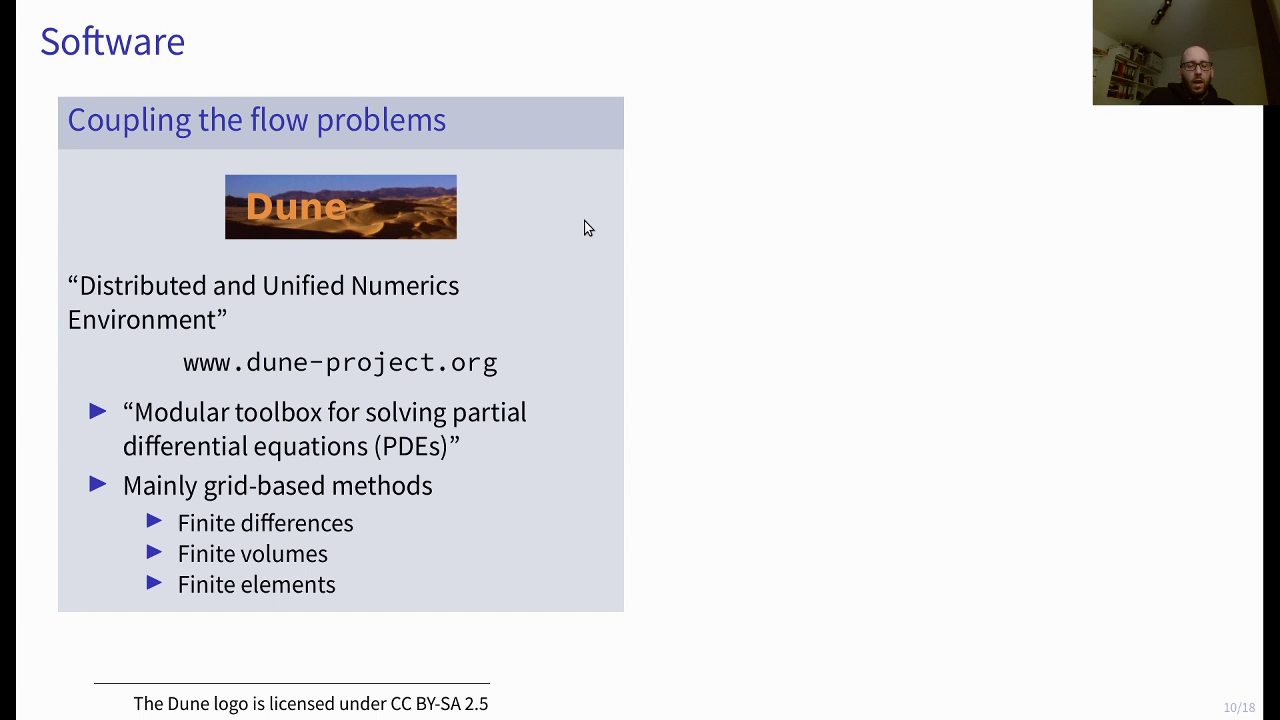 Software
Coupling the flow problems
Dune
“Distributed and Unified Numerics
Environment”
www.dune-project.org
“Modular toolbox for solving partial
differential equations (PDEs)”
Mainly grid-based methods
Finite differences
Finite volumes
Finite elements
The Dune logo is licensed under CC BY-SA 2.5
10/18